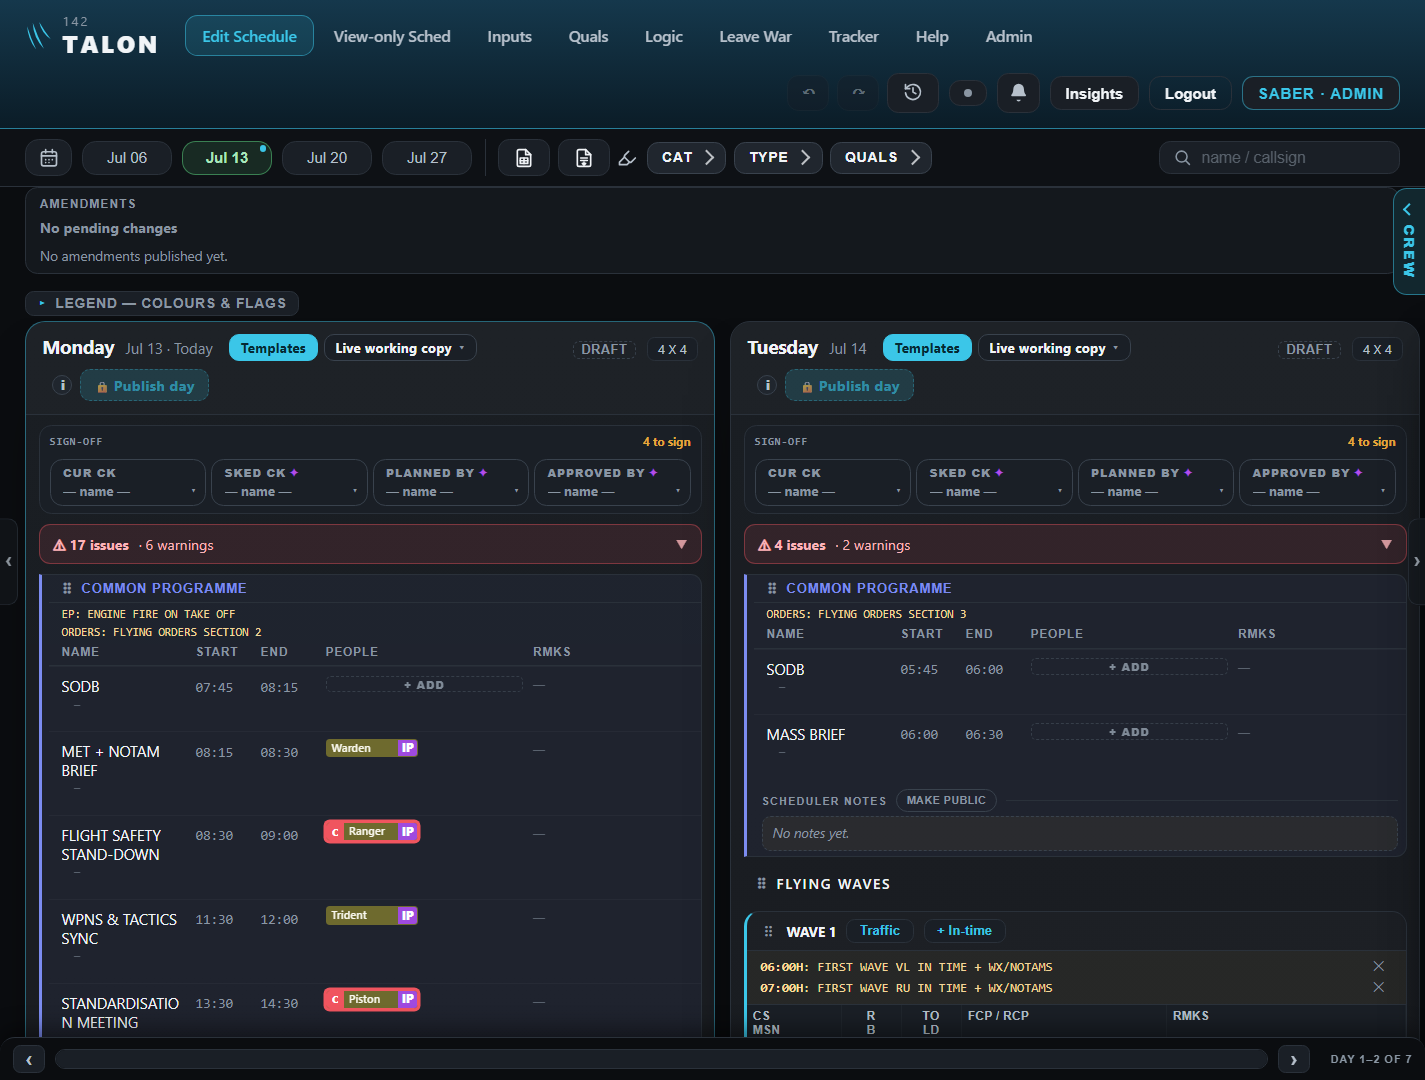 142
TALON
Edit Schedule
View-only Sched
Inputs
Quals
Logic
Leave War
Tracker
Help
Admin
Insights
Logout
SABER · ADMIN
Jul 06
Jul 13
Jul 20
Jul 27
CAT
TYPE
QUALS
name / callsign
AMENDMENTS
No pending changes
No amendments published yet.
CREW
LEGEND — COLOURS & FLAGS
Monday Jul 13 · Today
Templates
Live working copy
DRAFT
4 X 4
i
Publish day
SIGN-OFF
4 to sign
CUR CK
— name —
SKED CK
— name —
PLANNED BY
— name —
APPROVED BY
— name —
17 issues · 6 warnings
COMMON PROGRAMME
EP: ENGINE FIRE ON TAKE OFF
ORDERS: FLYING ORDERS SECTION 2
NAME START END PEOPLE RMKS
SODB 07:45 08:15 + ADD —
—
MET + NOTAM BRIEF 08:15 08:30 Warden IP —
—
FLIGHT SAFETY STAND-DOWN 08:30 09:00 C Ranger IP —
—
WPNS & TACTICS SYNC 11:30 12:00 Trident IP —
—
STANDARDISATION MEETING 13:30 14:30 C Piston IP —
Tuesday Jul 14
Templates
Live working copy
DRAFT
4 X 4
i
Publish day
SIGN-OFF
4 to sign
CUR CK
— name —
SKED CK
— name —
PLANNED BY
— name —
APPROVED BY
— name —
4 issues · 2 warnings
COMMON PROGRAMME
ORDERS: FLYING ORDERS SECTION 3
NAME START END PEOPLE RMKS
SODB 05:45 06:00 + ADD —
—
MASS BRIEF 06:00 06:30 + ADD —
—
SCHEDULER NOTES
MAKE PUBLIC
No notes yet.
FLYING WAVES
WAVE 1
Traffic
+ In-time
06:00H: FIRST WAVE VL IN TIME + WX/NOTAMS
07:00H: FIRST WAVE RU IN TIME + WX/NOTAMS
CS R TO FCP / RCP RMKS
MSN B LD
DAY 1–2 OF 7